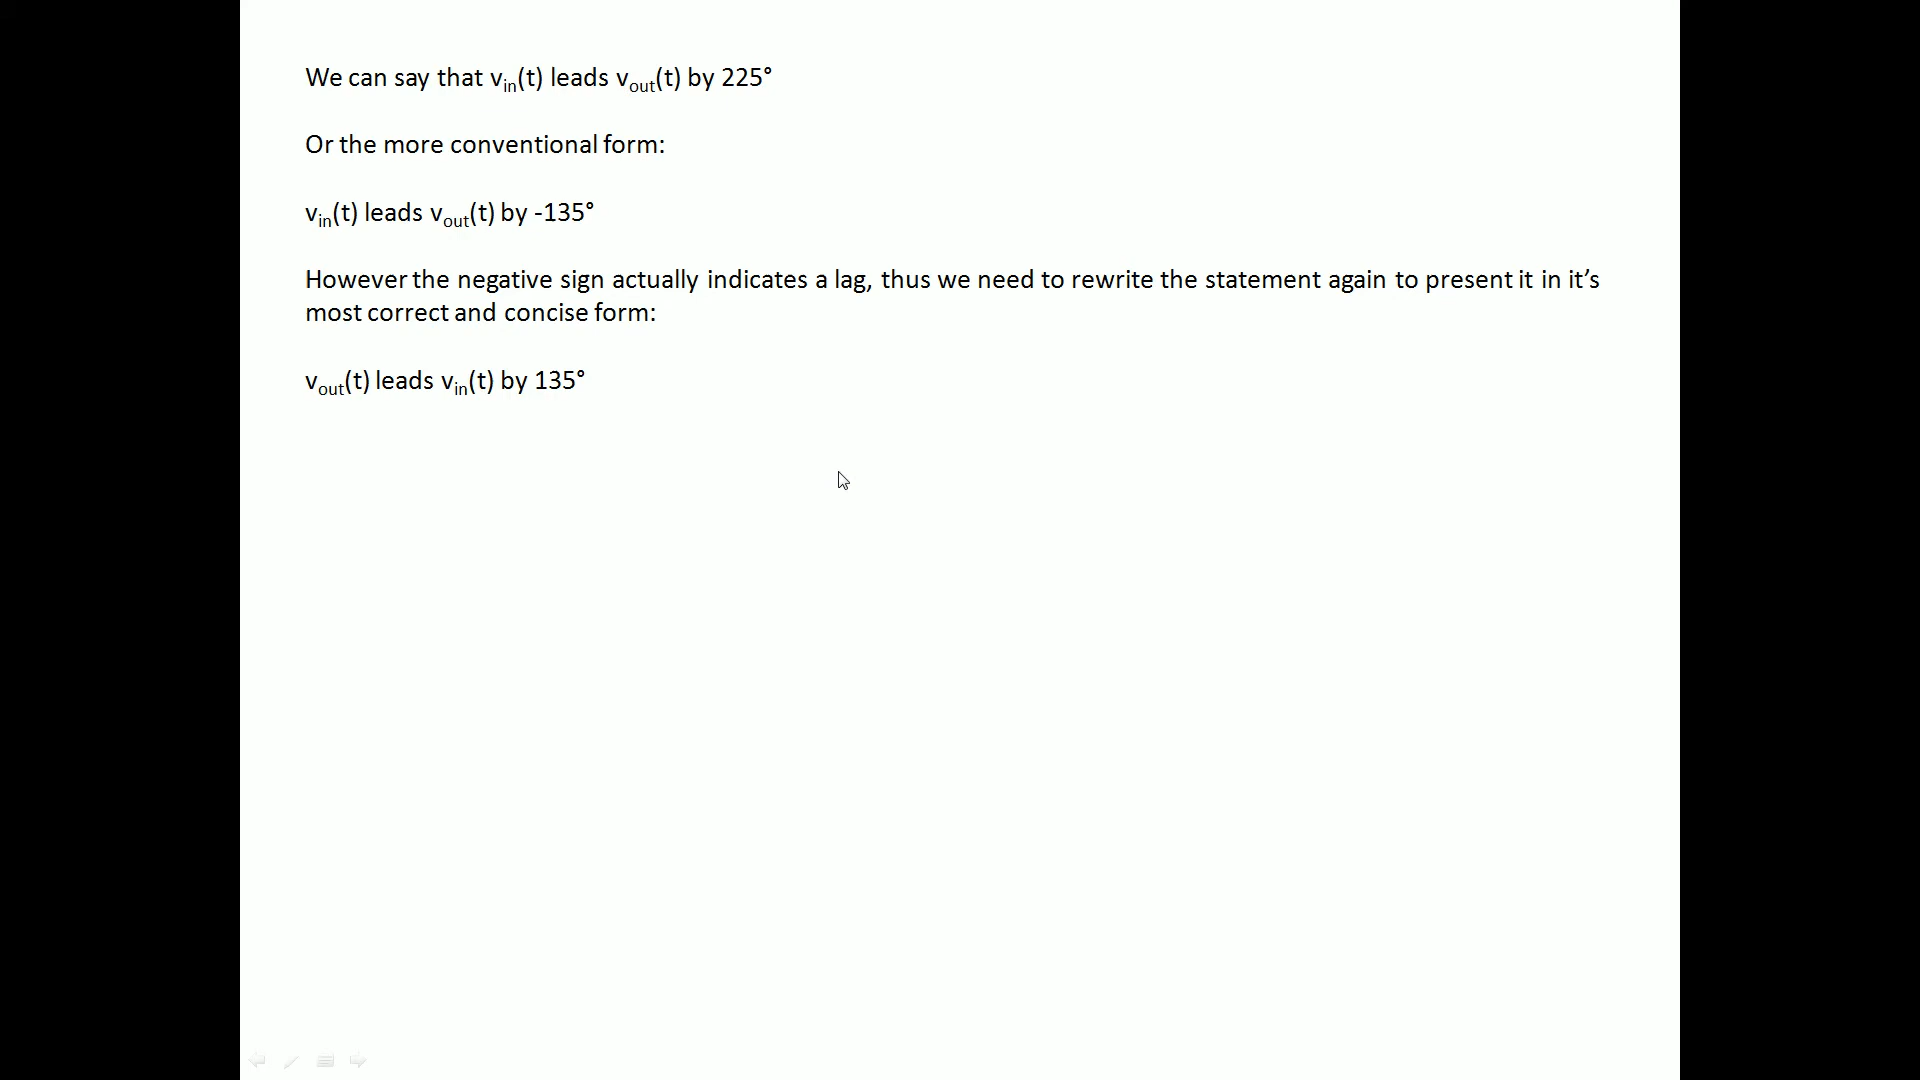 We can say that vin(t) leads vout(t) by 225°
Or the more conventional form:
vin(t) leads vout(t) by -135°
However the negative sign actually indicates a lag, thus we need to rewrite the statement again to present it in it’s
most correct and concise form:
vout(t) leads vin(t) by 135°